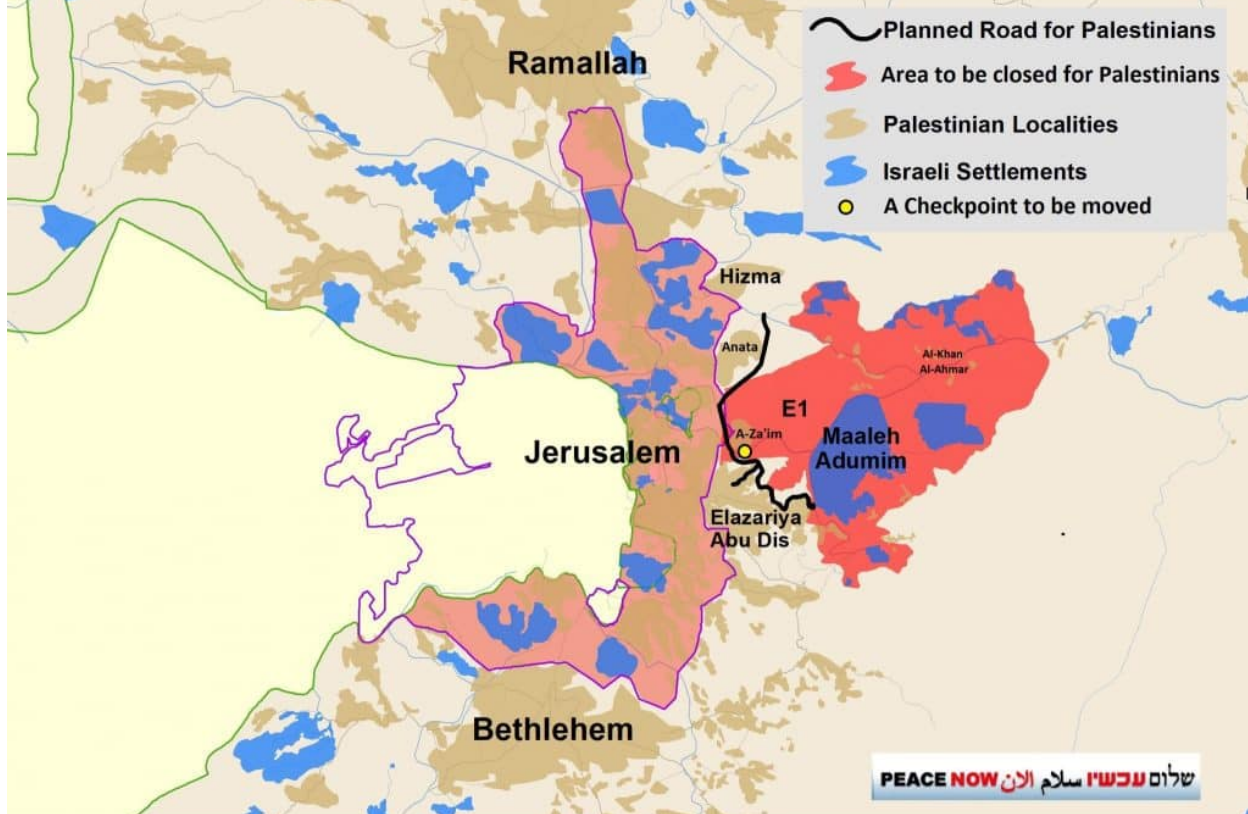 Planned Road for Palestinians
Area to be closed for Palestinians
Palestinian Localities
Israeli Settlements
A Checkpoint to be moved
Ramallah
Hizma
Anata
Al-Khan
Al-Ahmar
E1
A-Za'im
Maaleh
Adumim
Jerusalem
Elazariya
Abu Dis
Bethlehem
PEACE NOW שלום עכשיו سلام الان